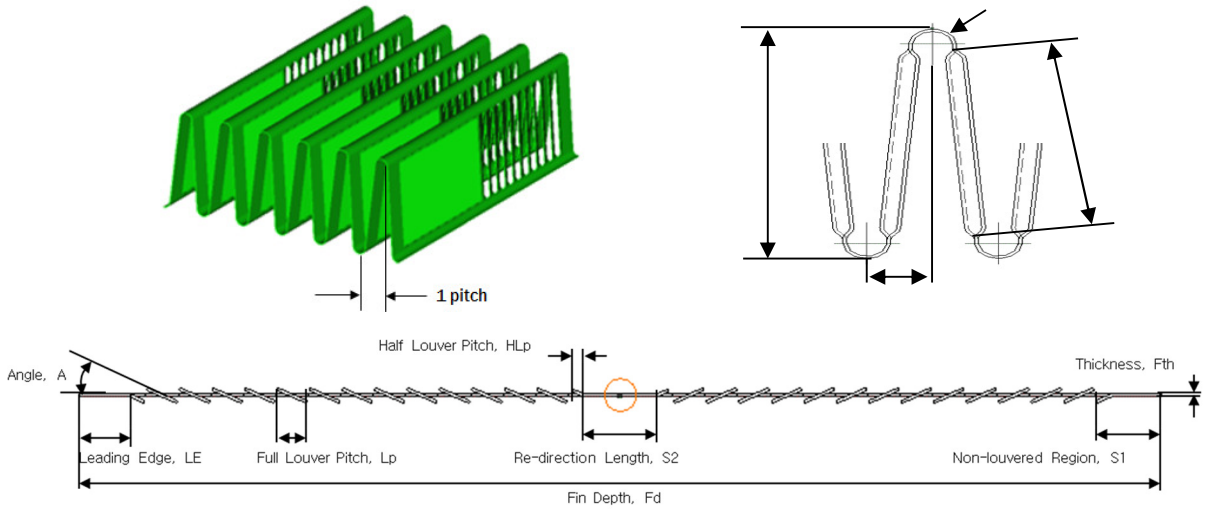 1 pitch
Half Louver Pitch, HLp
Thickness, Fth
Angle, A
Leading Edge, LE
Full Louver Pitch, Lp
Re-direction Length, S2
Non-louvered Region, S1
Fin Depth, Fd